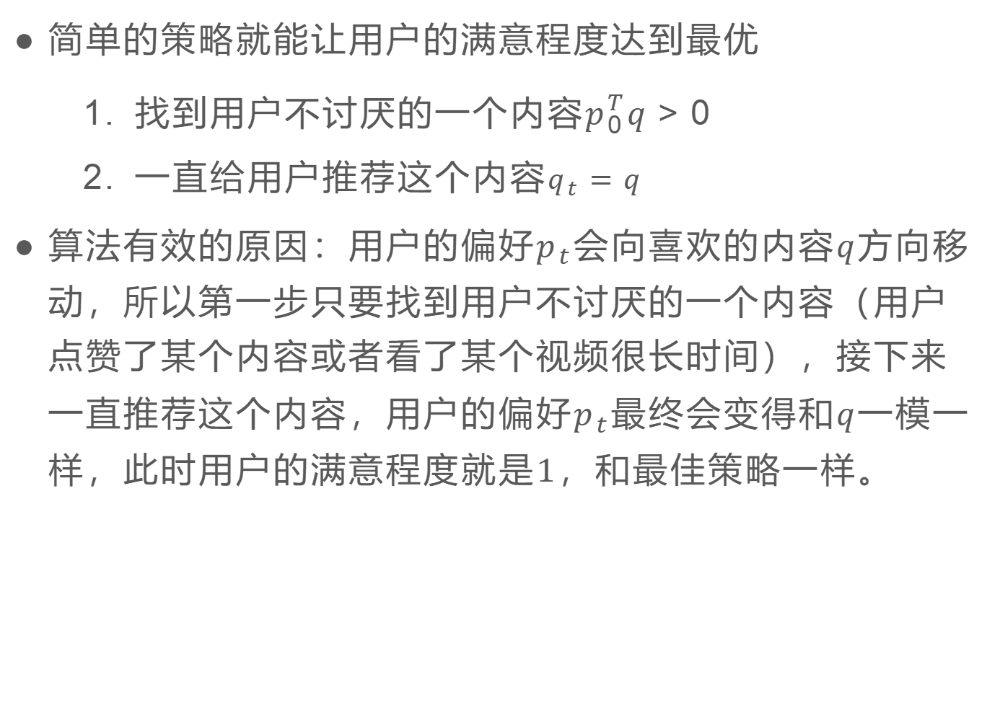 ● 简单的策略就能让用户的满意程度达到最优
1. 找到用户不讨厌的一个内容$p_0^T q$ > 0
2. 一直给用户推荐这个内容$q_t = q$
● 算法有效的原因：用户的偏好$p_t$会向喜欢的内容$q$方向移
动，所以第一步只要找到用户不讨厌的一个内容（用户
点赞了某个内容或者看了某个视频很长时间），接下来
一直推荐这个内容，用户的偏好$p_t$最终会变得和$q$一模一
样，此时用户的满意程度就是1，和最佳策略一样。